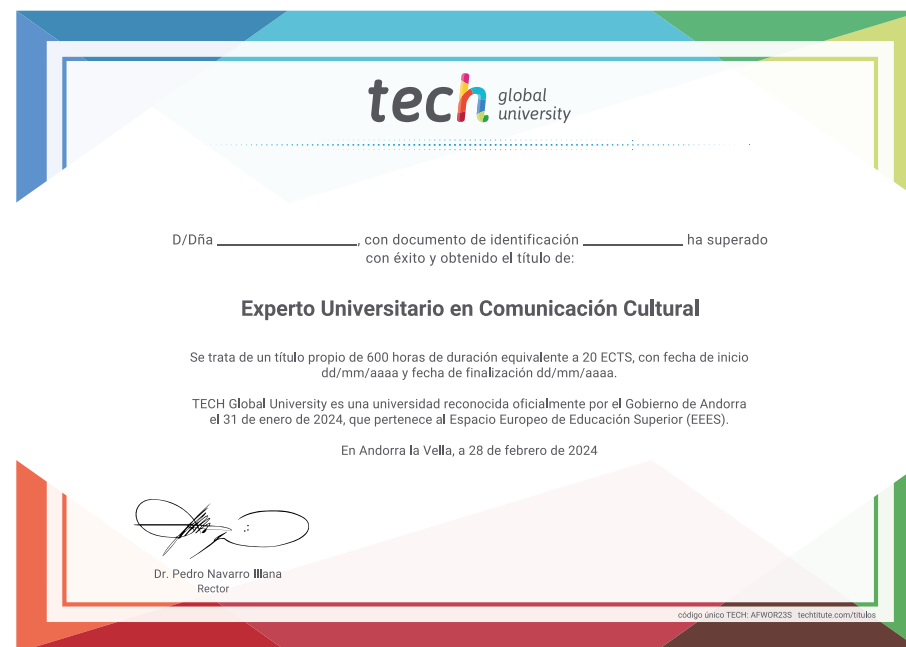 tech global university
D/Dña ________________, con documento de identificación ____________ ha superado
con éxito y obtenido el título de:
Experto Universitario en Comunicación Cultural
Se trata de un título propio de 600 horas de duración equivalente a 20 ECTS, con fecha de inicio
dd/mm/aaaa y fecha de finalización dd/mm/aaaa.
TECH Global University es una universidad reconocida oficialmente por el Gobierno de Andorra
el 31 de enero de 2024, que pertenece al Espacio Europeo de Educación Superior (EEES).
En Andorra la Vella, a 28 de febrero de 2024
Dr. Pedro Navarro Illana
Rector
código único TECH: AFWOR23S techtitute.com/titulos